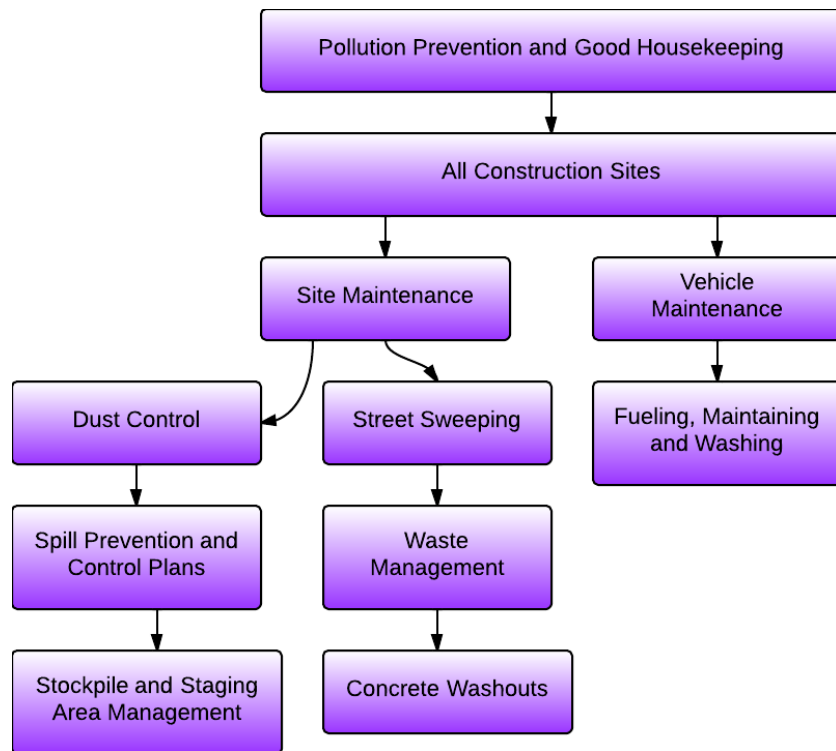 Pollution Prevention and Good Housekeeping
All Construction Sites
Site Maintenance
Vehicle
Maintenance
Dust Control
Street Sweeping
Fueling, Maintaining
and Washing
Spill Prevention and
Control Plans
Waste
Management
Stockpile and Staging
Area Management
Concrete Washouts